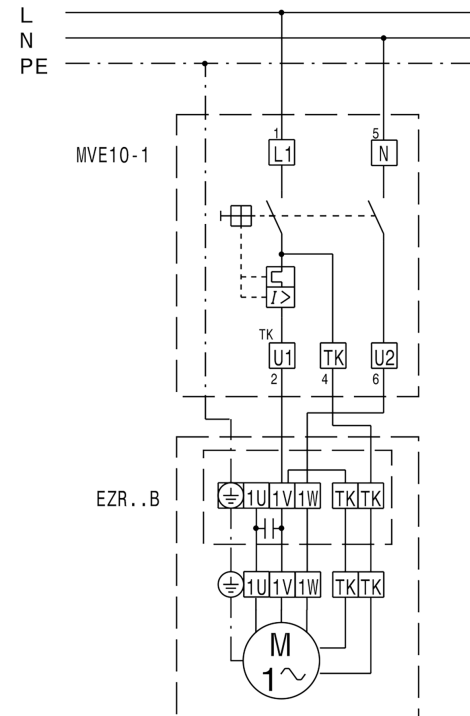 L
N
PE
MVE10-1
1
5
L1
N
I>
TK
U1
TK
U2
2
4
6
EZR..B
1U 1V 1W TK TK
1U 1V 1W TK TK
M
1